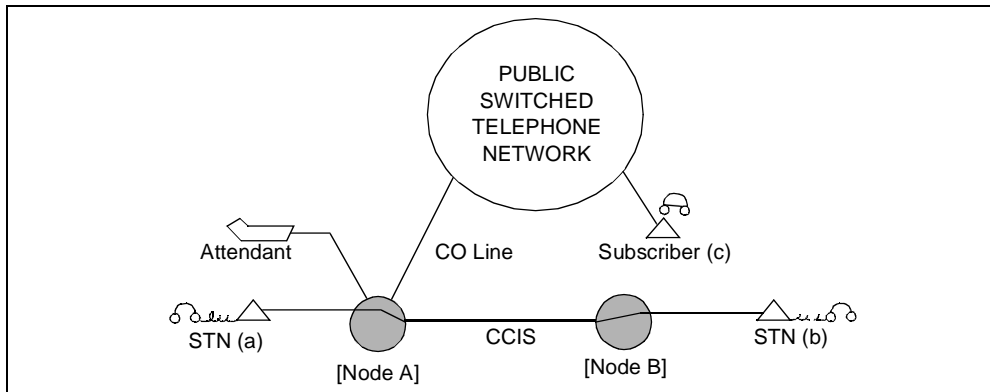 PUBLIC
SWITCHED
TELEPHONE
NETWORK
Attendant
CO Line
Subscriber (c)
STN (a)
CCIS
STN (b)
[Node A]
[Node B]